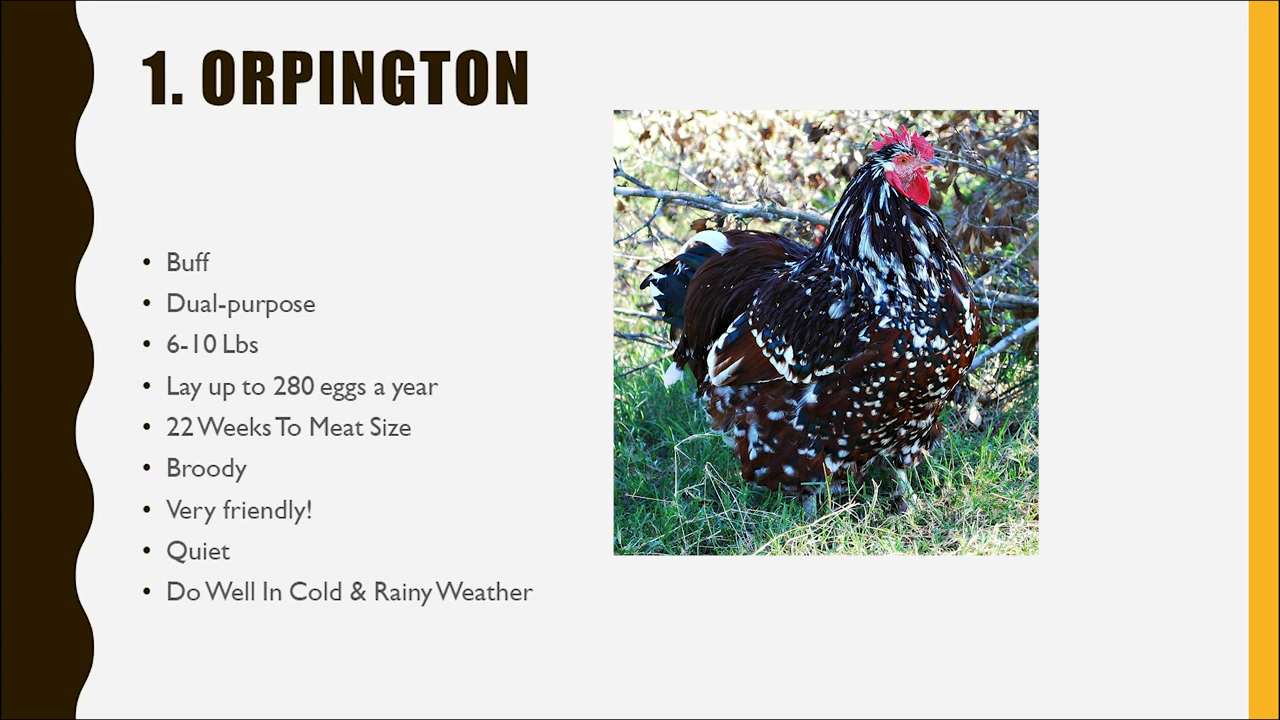 1. ORPINGTON
• Buff
• Dual-purpose
• 6-10 Lbs
• Lay up to 280 eggs a year
• 22 Weeks To Meat Size
• Broody
• Very friendly!
• Quiet
• Do Well In Cold & Rainy Weather